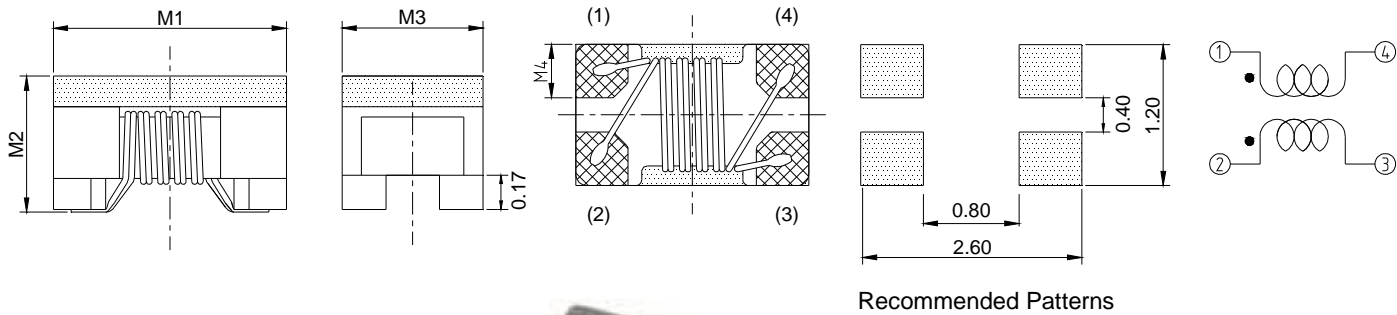 M1
M2
M3
0.17
(1)
(4)
M4
(2)
(3)
0.40
1.20
0.80
2.60
Recommended Patterns
1
4
2
3